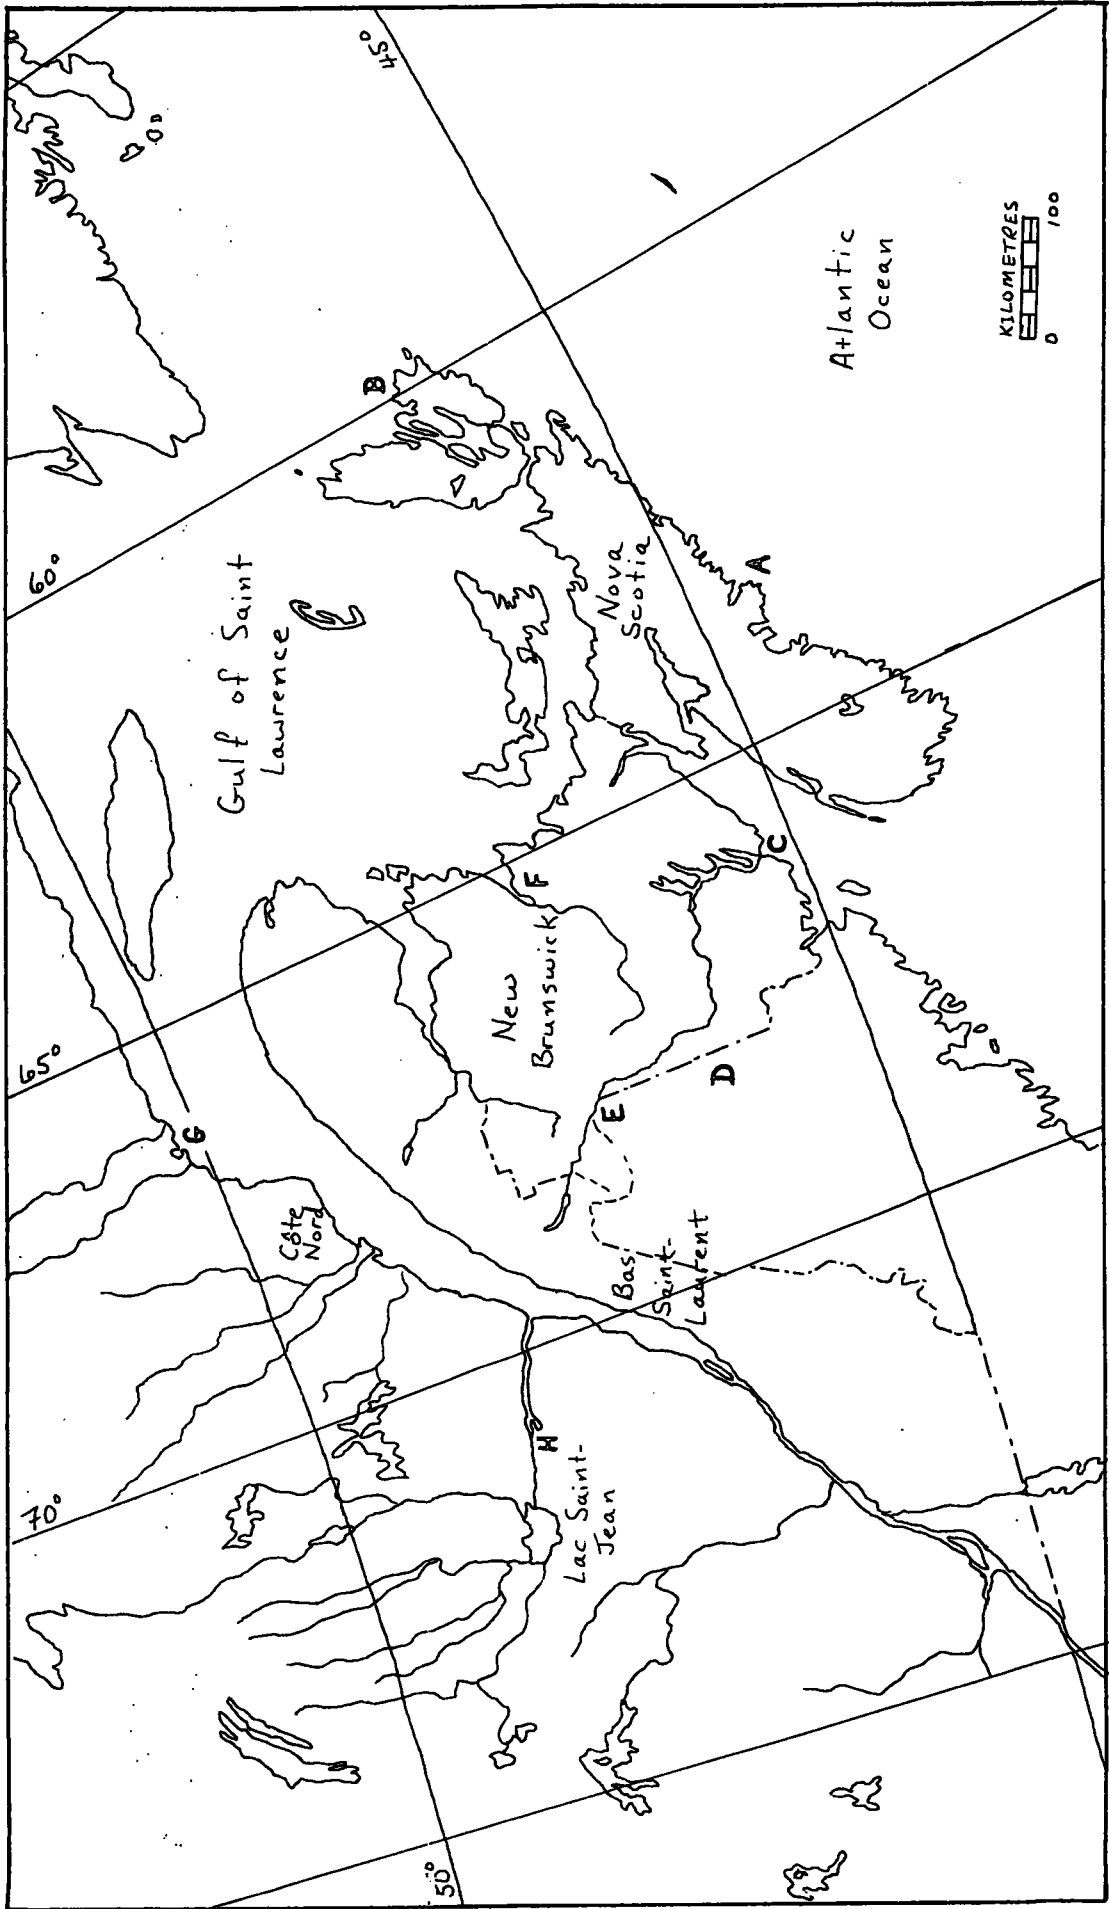 70°
65°
60°
45°
G
Gulf of Saint
Lawrence
Côte
Nord
B
50°
New
Brunswick
F
H
Lac Saint-
Jean
E
Nova
Scotia
Bas
Saint-
Laurent
D
A
C
Atlantic
Ocean
KILOMETRES
0 100